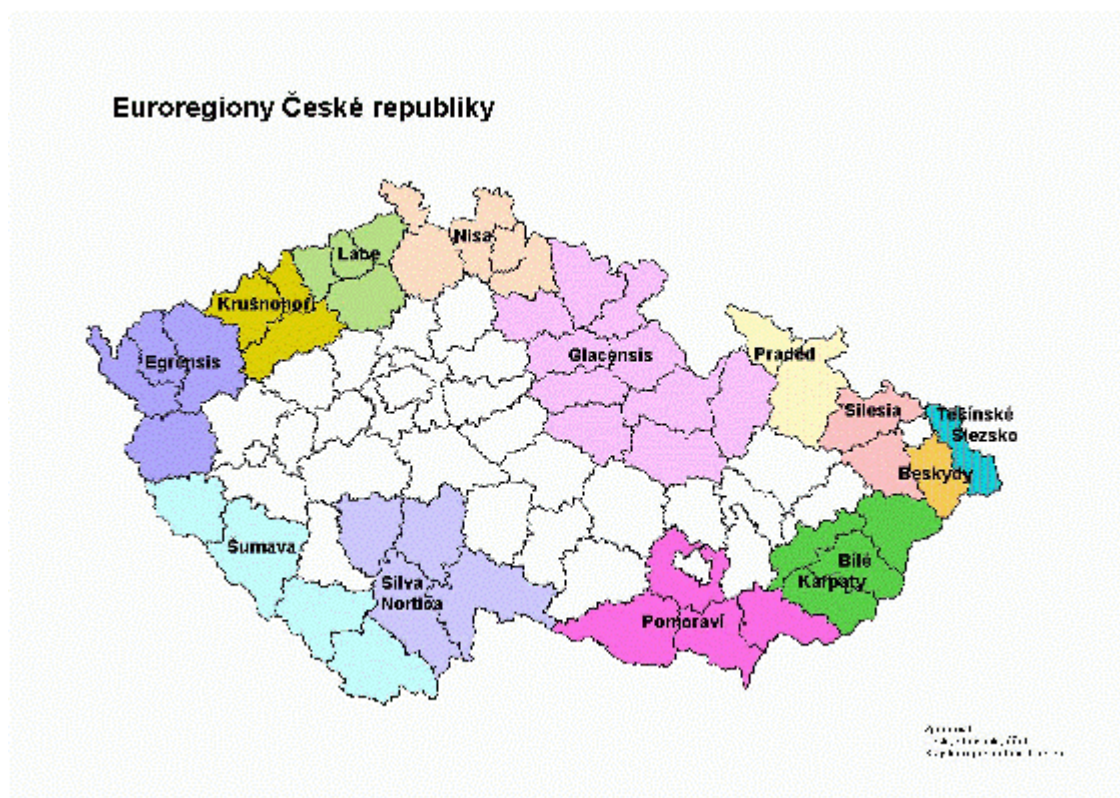 Euroregiony České republiky
Nisa
Labe
Krušnohoří
Egrensis
Glacensis
Praděd
Silesia
Těšínské
Slezsko
Beskydy
Šumava
Silva
Nortica
Bílé
Karpaty
Pomoraví